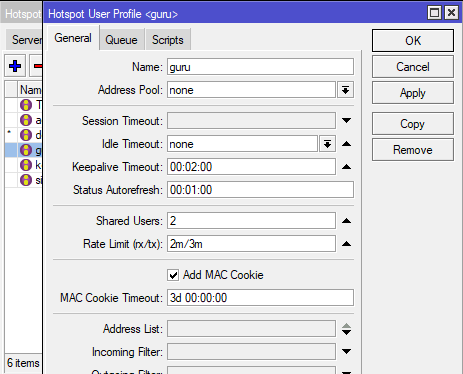 Hotspot
Hotspot User Profile <guru>
Server
General
Queue
Scripts
OK
Cancel
Apply
Copy
Remove
Name: guru
Address Pool: none
Session Timeout:
Idle Timeout: none
Keepalive Timeout: 00:02:00
Status Autorefresh: 00:01:00
Shared Users: 2
Rate Limit (rx/tx): 2m/3m
Add MAC Cookie
MAC Cookie Timeout: 3d 00:00:00
Address List:
Incoming Filter:
Outgoing Filter:
Nam
T
a
* d
g
k
si
6 items